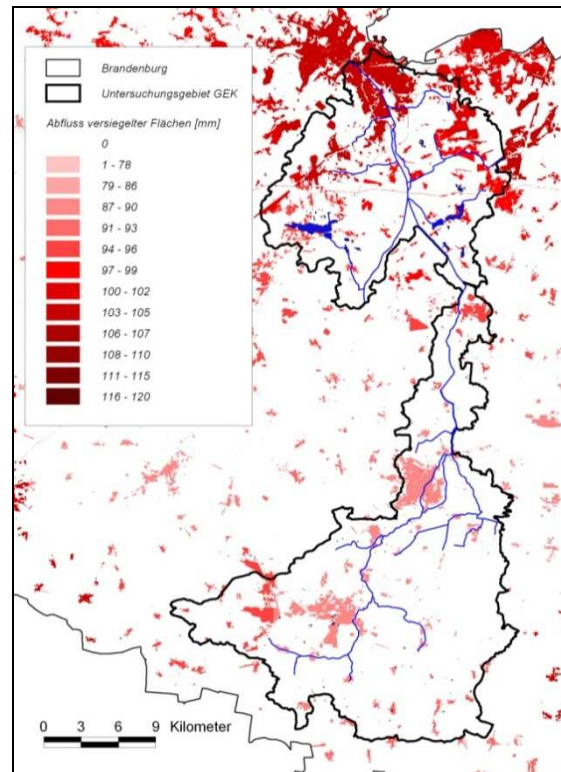 Brandenburg
Untersuchungsgebiet GEK
Abfluss versiegelter Flächen [mm]
0
1 - 78
79 - 86
87 - 90
91 - 93
94 - 96
97 - 99
100 - 102
103 - 105
106 - 107
108 - 110
111 - 115
116 - 120
0 3 6 9 Kilometer